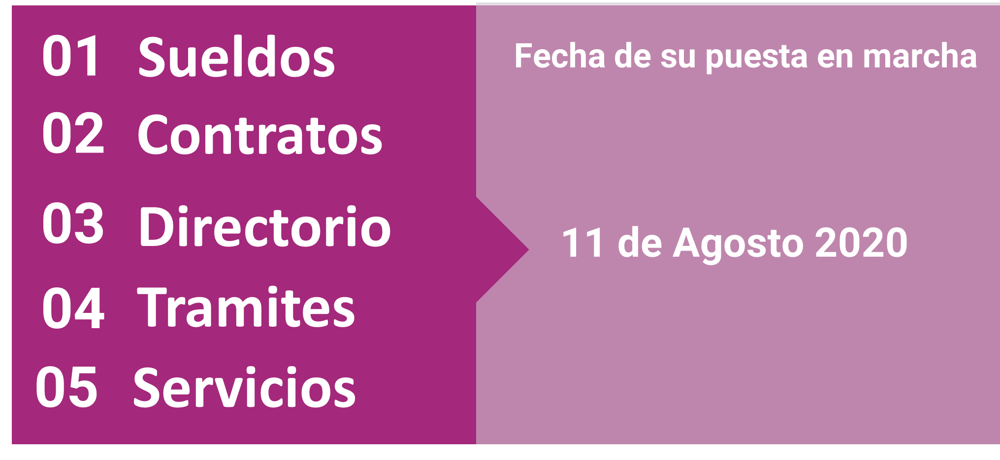 01 Sueldos
02 Contratos
03 Directorio
04 Tramites
05 Servicios
Fecha de su puesta en marcha
11 de Agosto 2020